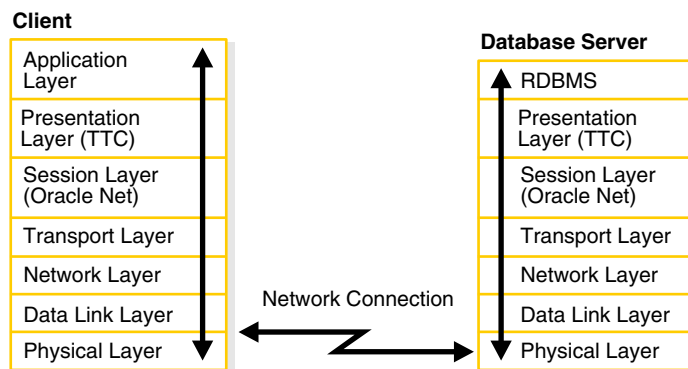 Client
Application
Layer
Presentation
Layer (TTC)
Session Layer
(Oracle Net)
Transport Layer
Network Layer
Data Link Layer
Physical Layer
Network Connection
Database Server
RDBMS
Presentation
Layer (TTC)
Session Layer
(Oracle Net)
Transport Layer
Network Layer
Data Link Layer
Physical Layer